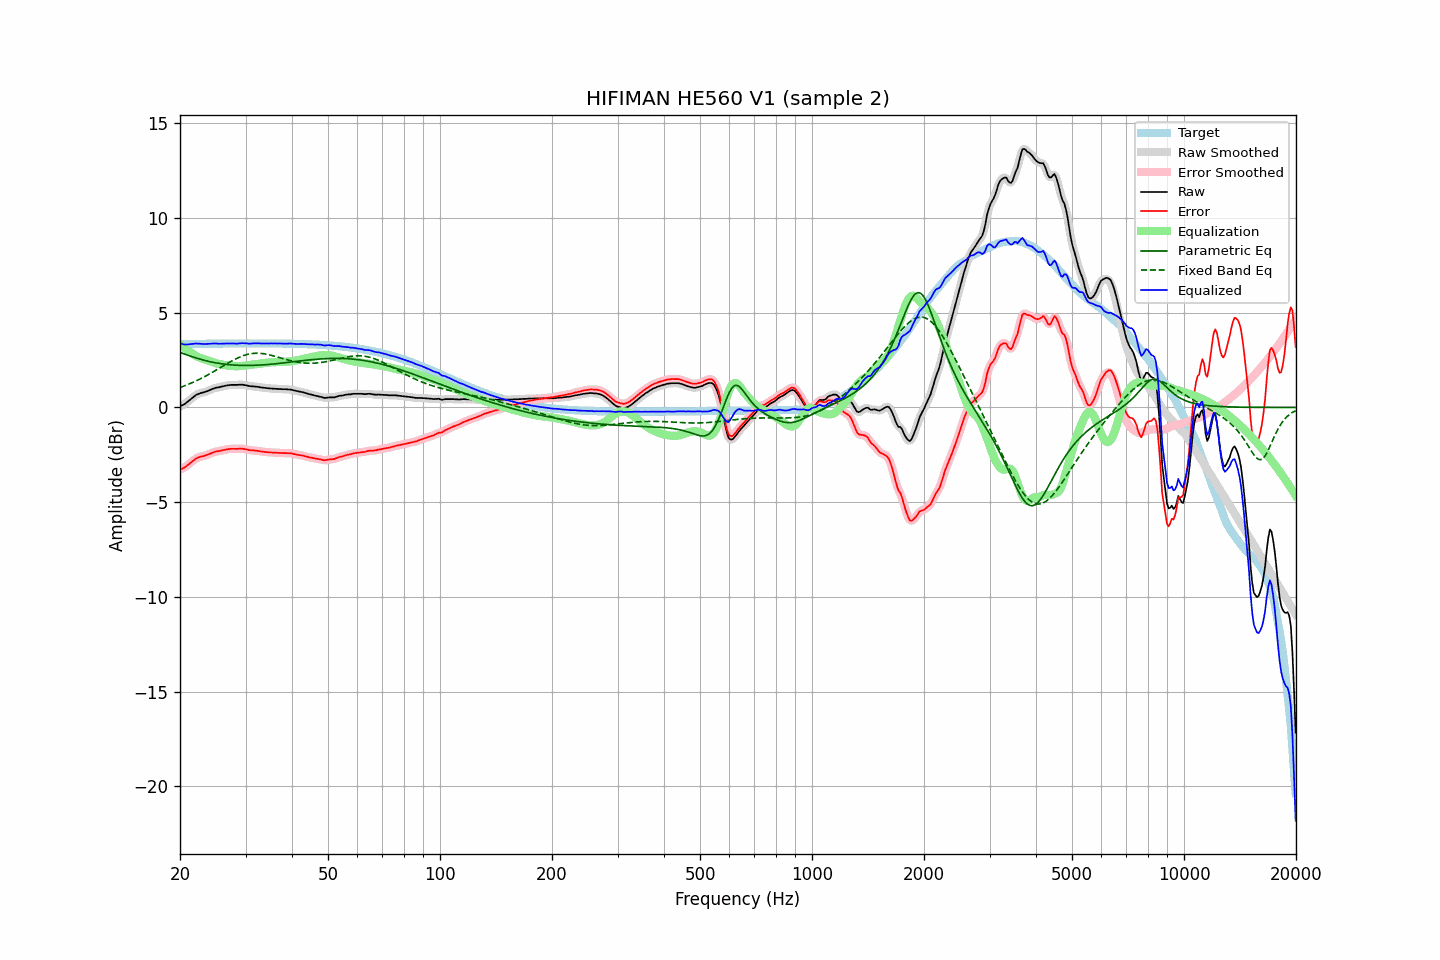 HIFIMAN HE560 V1 (sample 2)
Amplitude (dBr)
15
10
5
0
−5
−10
−15
−20
Target
Raw Smoothed
Error Smoothed
Raw
Error
Equalization
Parametric Eq
Fixed Band Eq
Equalized
20 50 100 200 500 1000 2000 5000 10000 20000
Frequency (Hz)